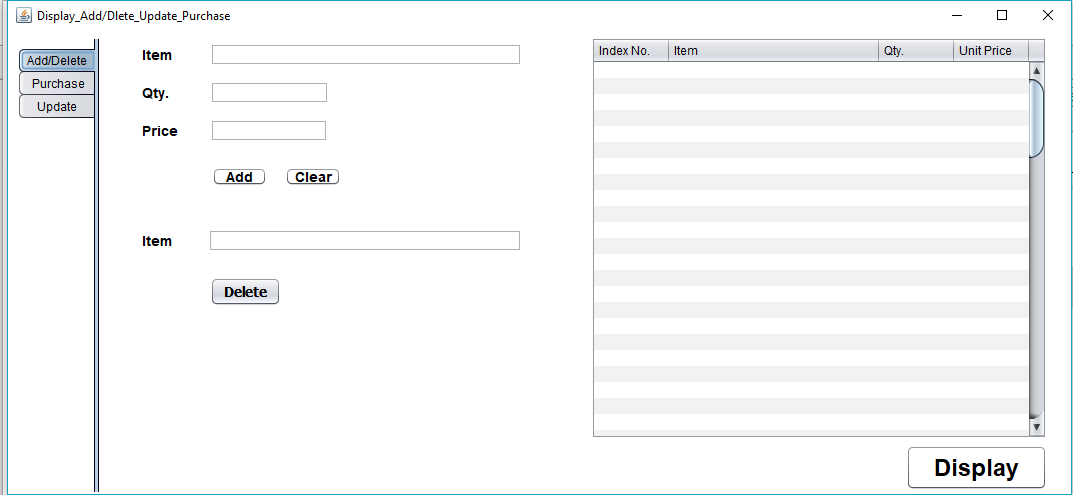 Display_Add/Dlete_Update_Purchase
Add/Delete
Purchase
Update
Item
Qty.
Price
Add Clear
Item
Delete
Index No. Item Qty. Unit Price
Display